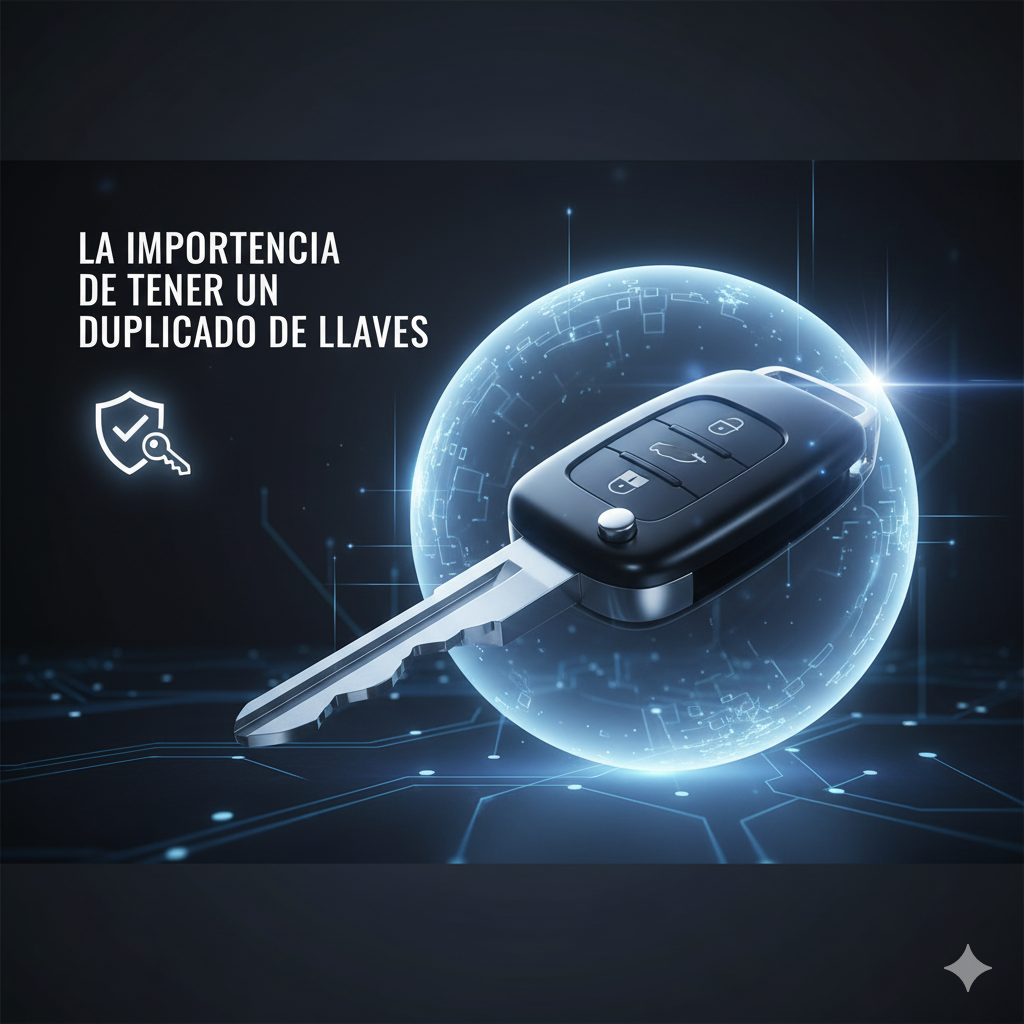 LA IMPORTENCIA
DE TENER UN
DUPLICADO DE LLAVES